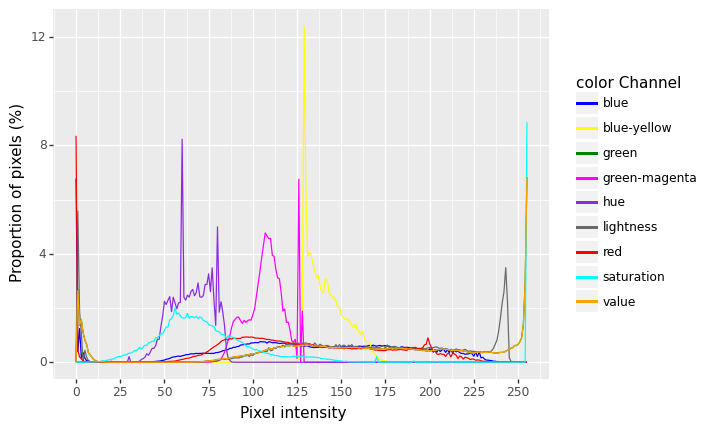 12
8
4
0
Proportion of pixels (%)
0
25
50
75
100
125
150
175
200
225
250
Pixel intensity
color Channel
blue
blue-yellow
green
green-magenta
hue
lightness
red
saturation
value